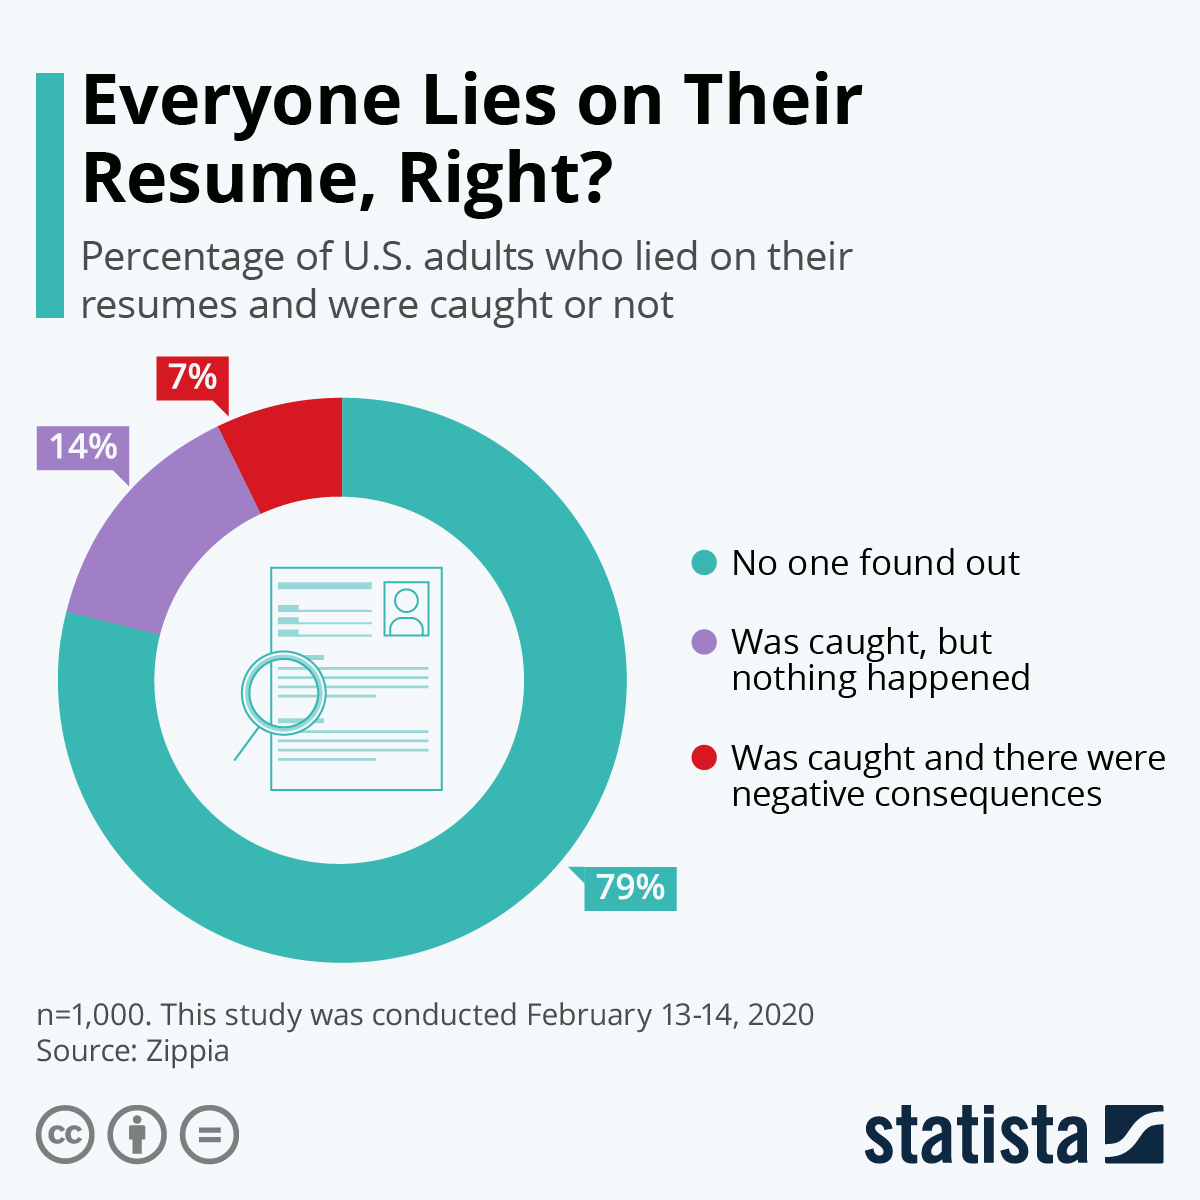 Everyone Lies on Their
Resume, Right?
Percentage of U.S. adults who lied on their
resumes and were caught or not
7%
14%
No one found out
Was caught, but
nothing happened
Was caught and there were
negative consequences
79%
n=1,000. This study was conducted February 13-14, 2020
Source: Zippia
cc
statista